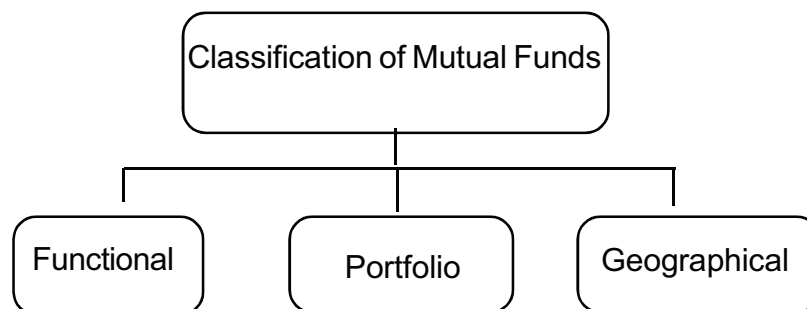 Classification of Mutual Funds
Functional
Portfolio
Geographical